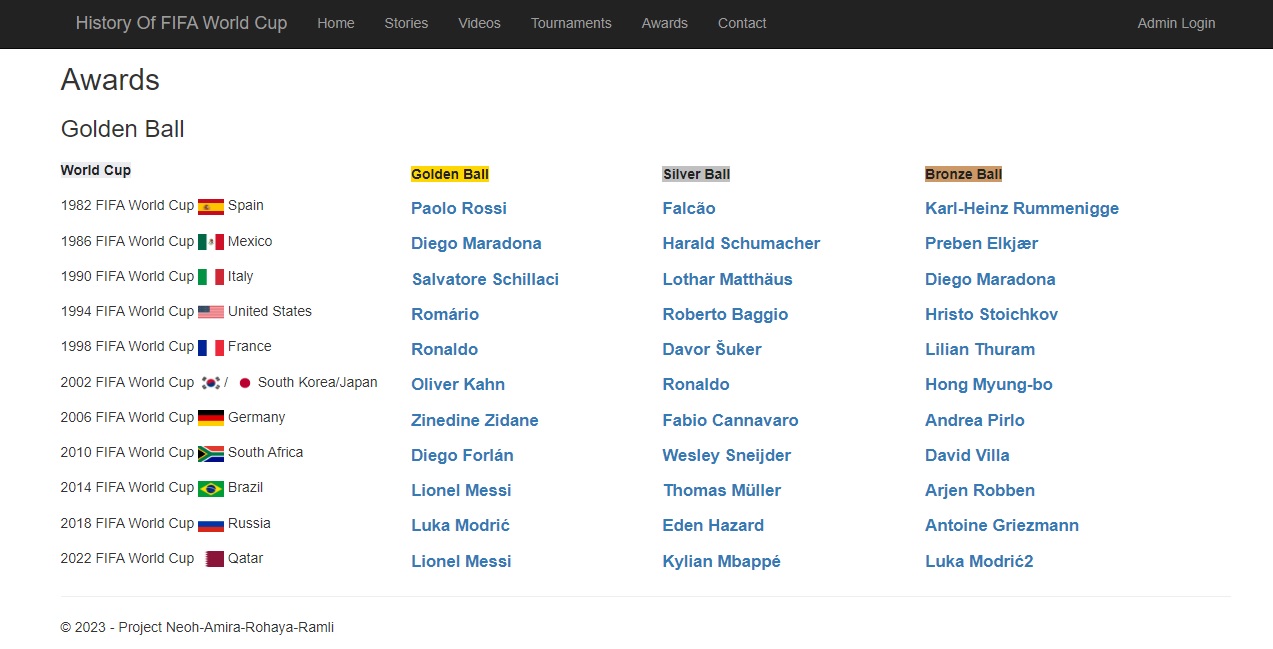 History Of FIFA World Cup Home Stories Videos Tournaments Awards Contact Admin Login
Awards
Golden Ball
World Cup Golden Ball Silver Ball Bronze Ball
1982 FIFA World Cup Spain Paolo Rossi Falcão Karl-Heinz Rummenigge
1986 FIFA World Cup Mexico Diego Maradona Harald Schumacher Preben Elkjær
1990 FIFA World Cup Italy Salvatore Schillaci Lothar Matthäus Diego Maradona
1994 FIFA World Cup United States Romário Roberto Baggio Hristo Stoichkov
1998 FIFA World Cup France Ronaldo Davor Šuker Lilian Thuram
2002 FIFA World Cup / South Korea/Japan Oliver Kahn Ronaldo Hong Myung-bo
2006 FIFA World Cup Germany Zinedine Zidane Fabio Cannavaro Andrea Pirlo
2010 FIFA World Cup South Africa Diego Forlán Wesley Sneijder David Villa
2014 FIFA World Cup Brazil Lionel Messi Thomas Müller Arjen Robben
2018 FIFA World Cup Russia Luka Modrić Eden Hazard Antoine Griezmann
2022 FIFA World Cup Qatar Lionel Messi Kylian Mbappé Luka Modrić2
© 2023 - Project Neoh-Amira-Rohaya-Ramli